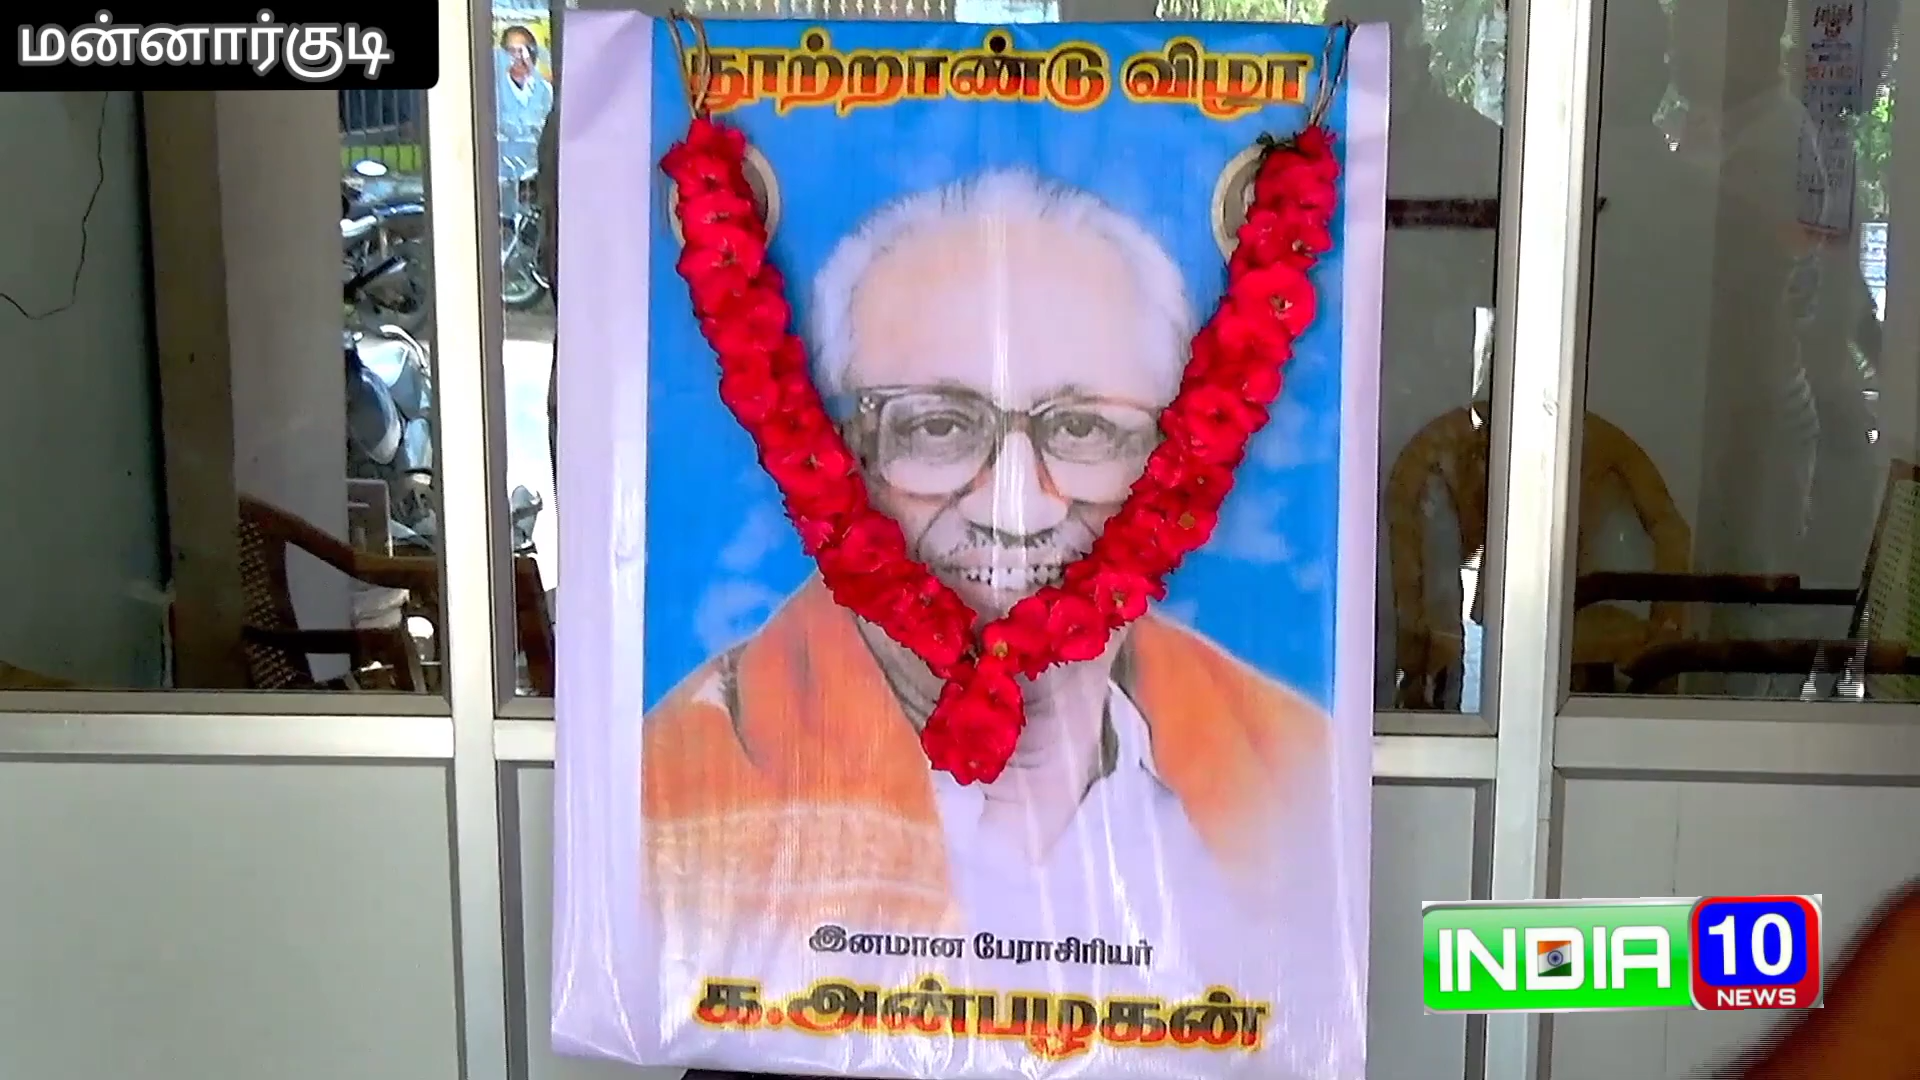 மன்னார்குடி
நூற்றாண்டு விழா
இனமான பேராசிரியர்
க.அன்பழகன்
INDIA 10
NEWS